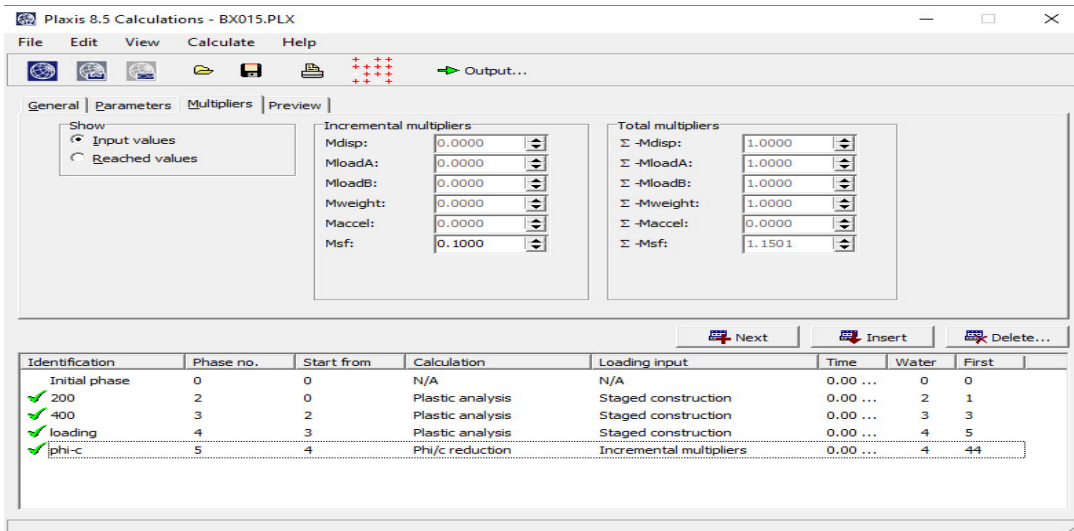 Plaxis 8.5 Calculations - BX015.PLX
File Edit View Calculate Help
Output...
General Parameters Multipliers Preview
Show
Input values
Reached values
Incremental multipliers
Mdisp: 0.0000
MloadA: 0.0000
MloadB: 0.0000
Mweight: 0.0000
Maccel: 0.0000
Msf: 0.1000
Total multipliers
Σ -Mdisp: 1.0000
Σ -MloadA: 1.0000
Σ -MloadB: 1.0000
Σ -Mweight: 1.0000
Σ -Maccel: 0.0000
Σ -Msf: 1.1501
Next Insert Delete...
Identification Phase no. Start from Calculation Loading input Time Water First
Initial phase 0 0 N/A N/A 0.00 ... 0 0
200 2 0 Plastic analysis Staged construction 0.00 ... 2 1
400 3 2 Plastic analysis Staged construction 0.00 ... 3 3
loading 4 3 Plastic analysis Staged construction 0.00 ... 4 5
phi-c 5 4 Phi/c reduction Incremental multipliers 0.00 ... 4 44